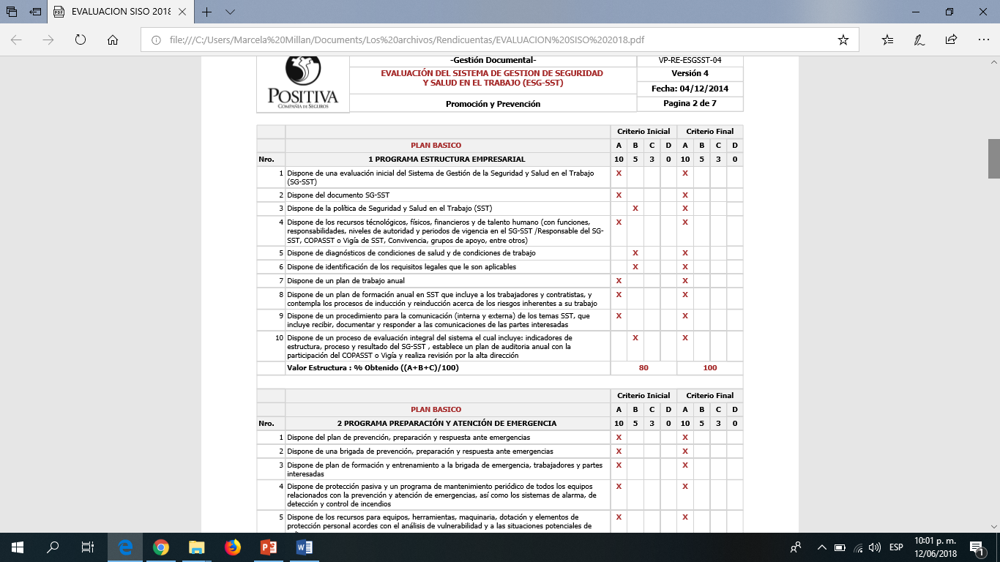 EVALUACION SISO 2018
file:///C:/Users/Marcela%20Millan/Documents/Los%20archivos/Rendicuentas/EVALUACION%20SISO%202018.pdf
POSITIVA
COMPAÑIA DE SEGUROS
-Gestión Documental-
VP-RE-ESGSST-04
EVALUACIÓN DEL SISTEMA DE GESTION DE SEGURIDAD
Y SALUD EN EL TRABAJO (ESG-SST)
Versión 4
Fecha: 04/12/2014
Promoción y Prevención
Pagina 2 de 7
Criterio Inicial Criterio Final
PLAN BASICO A B C D A B C D
Nro. 1 PROGRAMA ESTRUCTURA EMPRESARIAL 10 5 3 0 10 5 3 0
1 Dispone de una evaluación inicial del Sistema de Gestión de la Seguridad y Salud en el Trabajo X X
(SG-SST)
2 Dispone del documento SG-SST X X
3 Dispone de la política de Seguridad y Salud en el Trabajo (SST) X X
4 Dispone de los recursos técnológicos, físicos, financieros y de talento humano (con funciones, X X
responsabilidades, niveles de autoridad y periodos de vigencia en el SG-SST /Responsable del SG-
SST, COPASST o Vigía de SST, Convivencia, grupos de apoyo, entre otros)
5 Dispone de diagnósticos de condiciones de salud y de condiciones de trabajo X X
6 Dispone de identificación de los requisitos legales que le son aplicables X X
7 Dispone de un plan de trabajo anual X X
8 Dispone de un plan de formación anual en SST que incluye a los trabajadores y contratistas, y X X
contempla los procesos de inducción y reinducción acerca de los riesgos inherentes a su trabajo
9 Dispone de un procedimiento para la comunicación (interna y externa) de los temas SST, que X X
incluye recibir, documentar y responder a las comunicaciones de las partes interesadas
10 Dispone de un proceso de evaluación integral del sistema el cual incluye: indicadores de X X
estructura, proceso y resultado del SG-SST , establece un plan de auditoria anual con la
participación del COPASST o Vigía y realiza revisión por la alta dirección
Valor Estructura : % Obtenido ((A+B+C)/100) 80 100
Criterio Inicial Criterio Final
PLAN BASICO A B C D A B C D
Nro. 2 PROGRAMA PREPARACIÓN Y ATENCIÓN DE EMERGENCIA 10 5 3 0 10 5 3 0
1 Dispone del plan de prevención, preparación y respuesta ante emergencias X X
2 Dispone de una brigada de prevención, preparación y respuesta ante emergencias X X
3 Dispone de plan de formación y entrenamiento a la brigada de emergencia, trabajadores y partes X X
interesadas
4 Dispone de protección pasiva y un programa de mantenimiento periódico de todos los equipos X X
relacionados con la prevención y atención de emergencias, así como los sistemas de alarma, de
detección y control de incendios
5 Dispone de los recursos para equipos, herramientas, maquinaria, dotación y elementos de X X
protección personal acordes con el análisis de vulnerabilidad y a las situaciones potenciales de
ESP
10:01 p. m.
12/06/2018
1